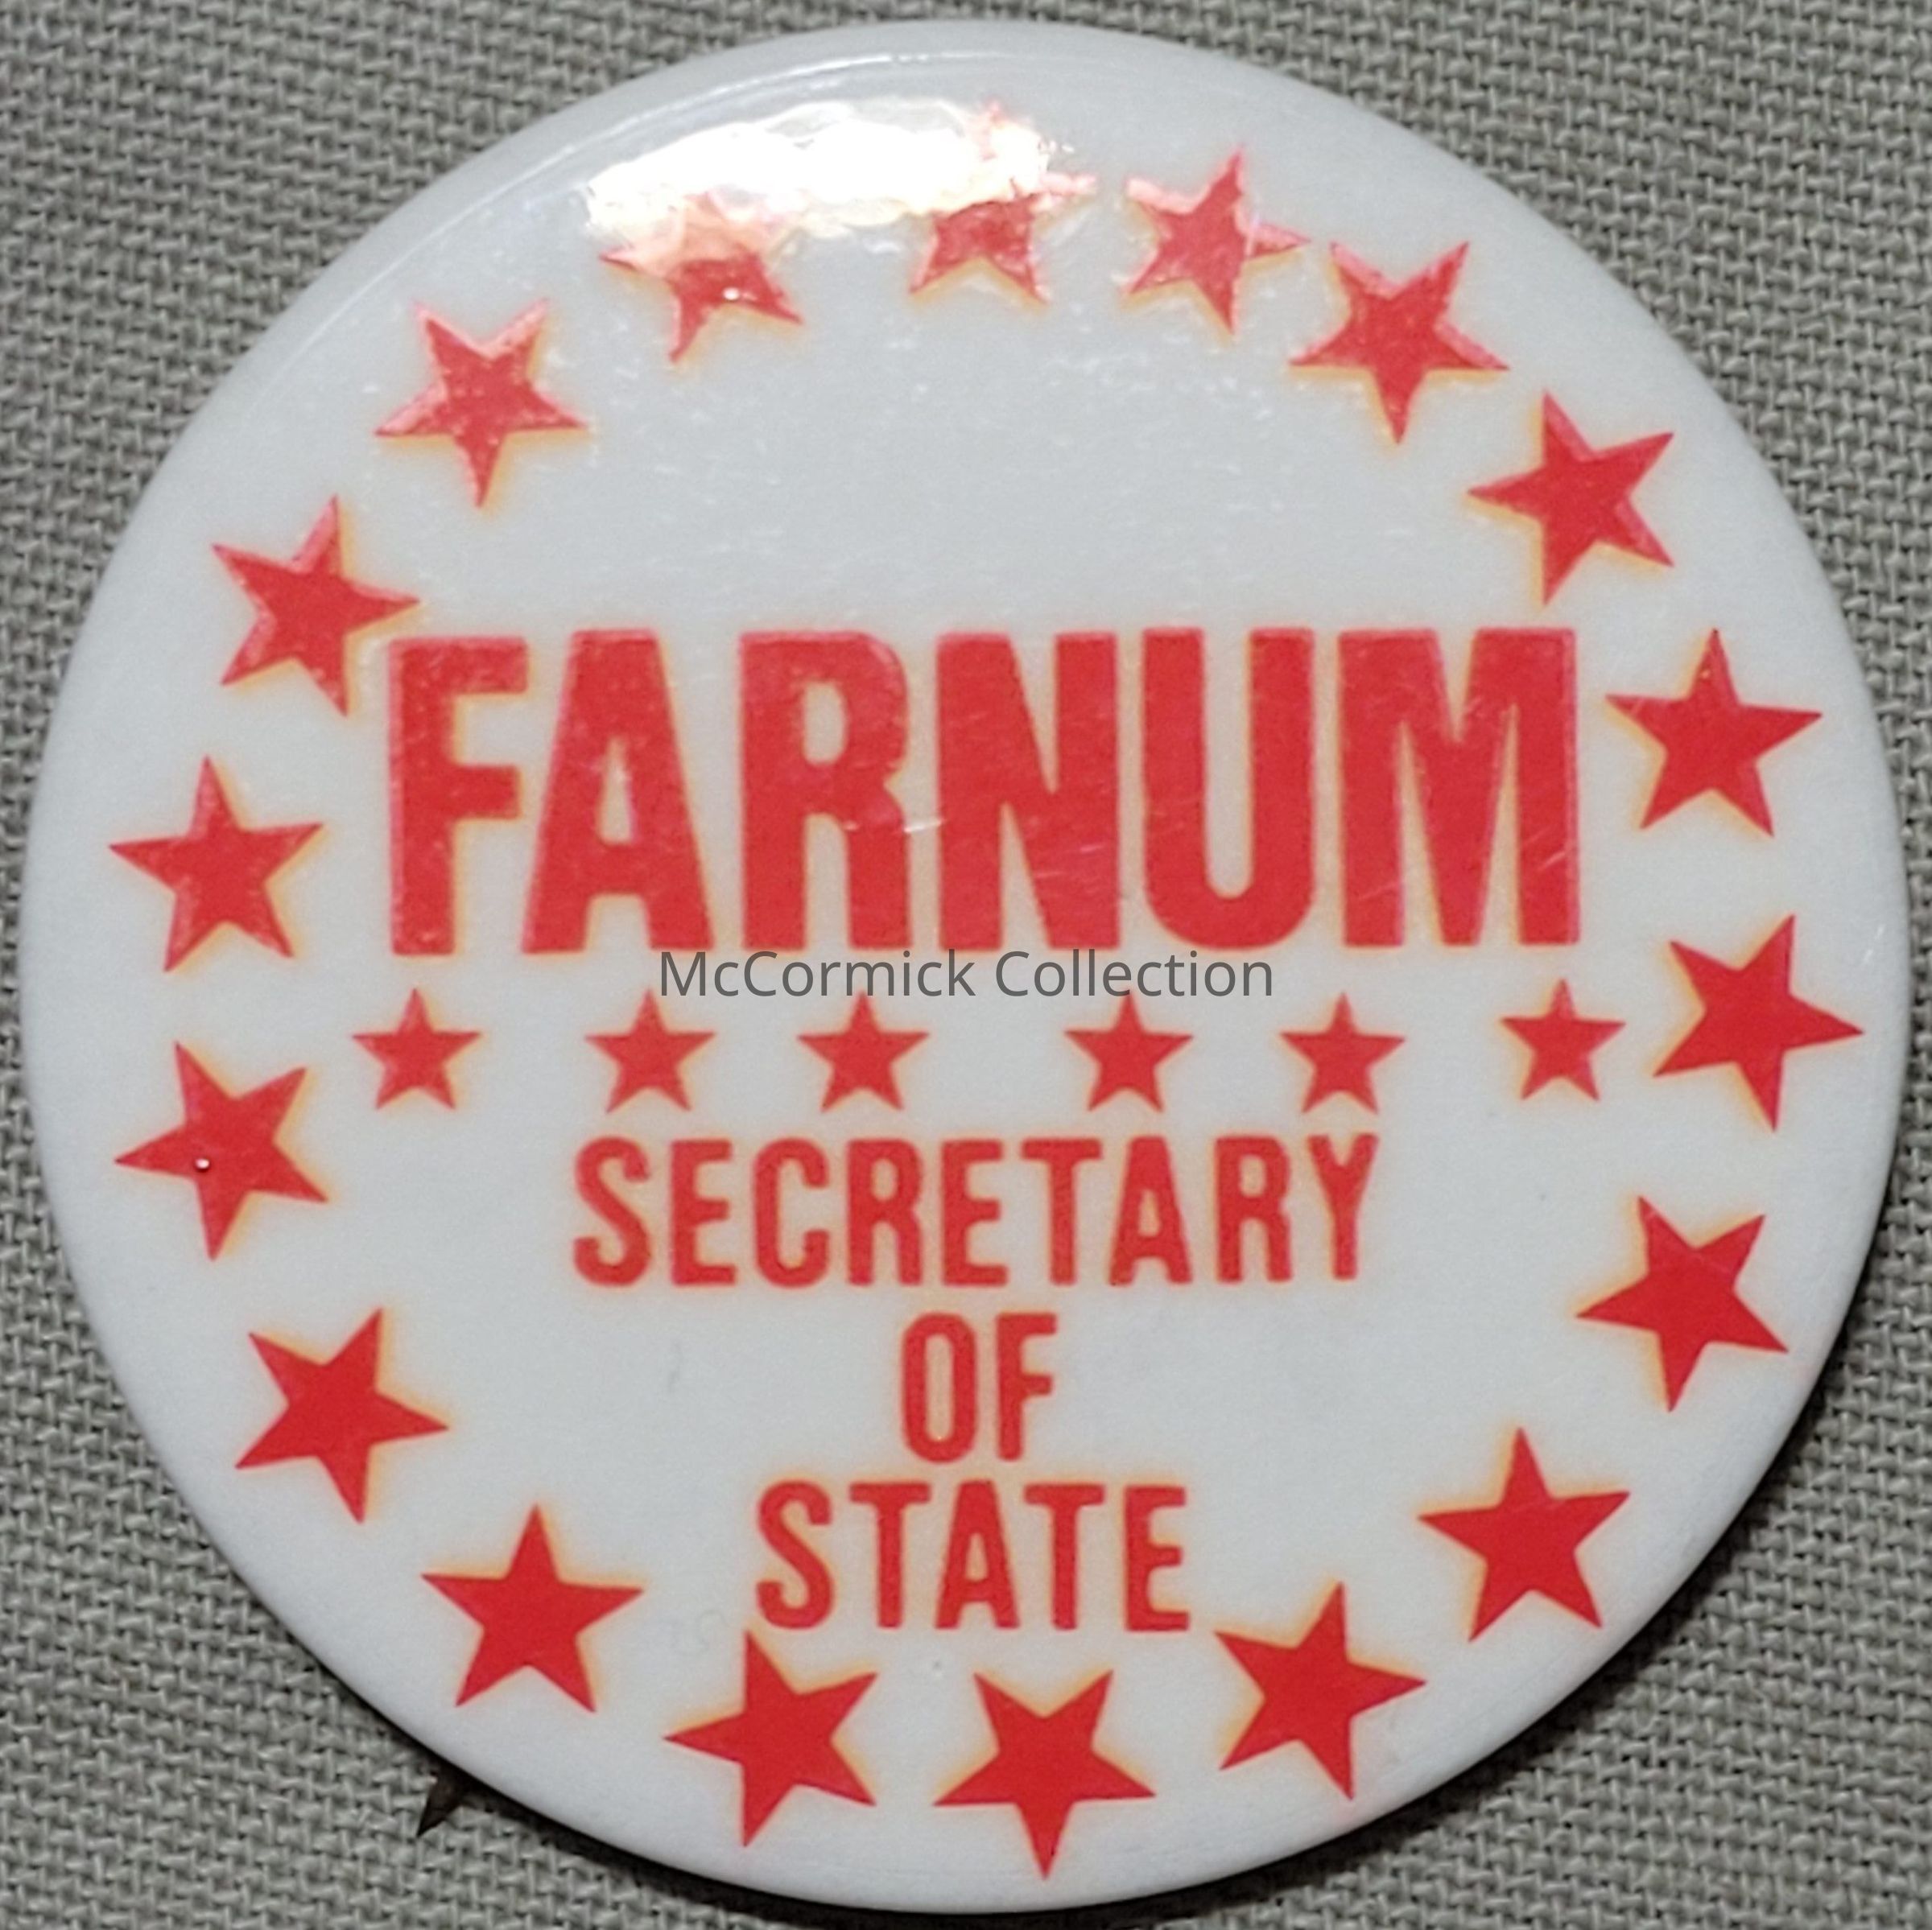 FARNUM
McCormick Collection
SECRETARY
OF
STATE